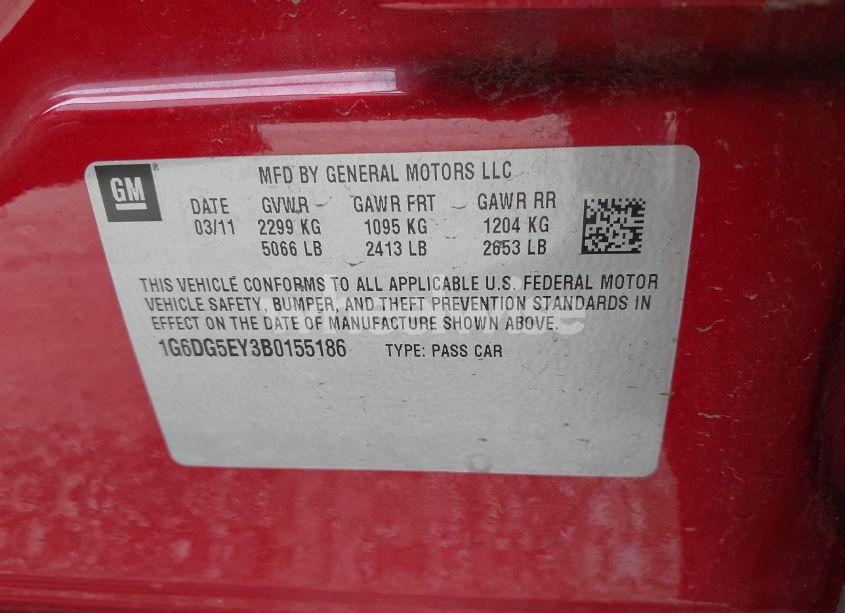 GM
MFD BY GENERAL MOTORS LLC
DATE GVWR GAWR FRT GAWR RR
03/11 2299 KG 1095 KG 1204 KG
5066 LB 2413 LB 2653 LB
THIS VEHICLE CONFORMS TO ALL APPLICABLE U.S. FEDERAL MOTOR
VEHICLE SAFETY, BUMPER, AND THEFT PREVENTION STANDARDS IN
EFFECT ON THE DATE OF MANUFACTURE SHOWN ABOVE.
1G6DG5EY3B0155186 TYPE: PASS CAR